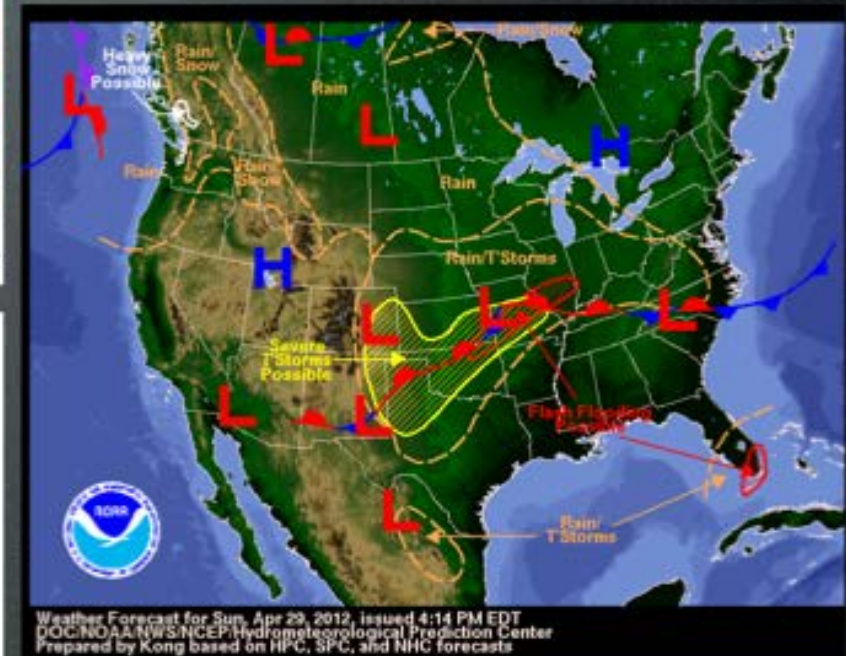 Heavy
Snow
Possible
Rain/
Snow
L
Rain/Snow
Rain
L
L
H
Rain
Rain/
Snow
Rain
H
Rain/T'Storms
L
L
L
Severe
T'Storms
Possible
L
L
Flash Flooding
Possible
L
Rain/
T'Storms
NOAA
Weather Forecast for Sun, Apr 29, 2012, issued 4:14 PM EDT
DOC/NOAA/NWS/NCEP/Hydrometeorological Prediction Center
Prepared by Kong based on HPC, SPC, and NHC forecasts